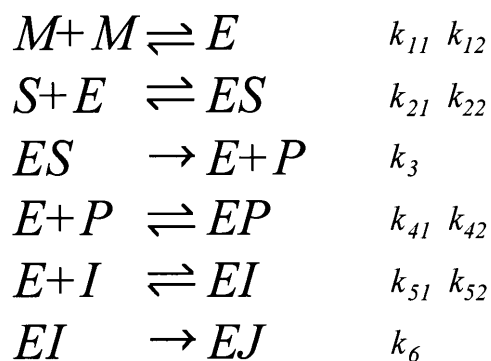 M+M ⇌ E k₁₁ k₁₂
S+E ⇌ ES k₂₁ k₂₂
ES → E+P k₃
E+P ⇌ EP k₄₁ k₄₂
E+I ⇌ EI k₅₁ k₅₂
EI → EJ k₆